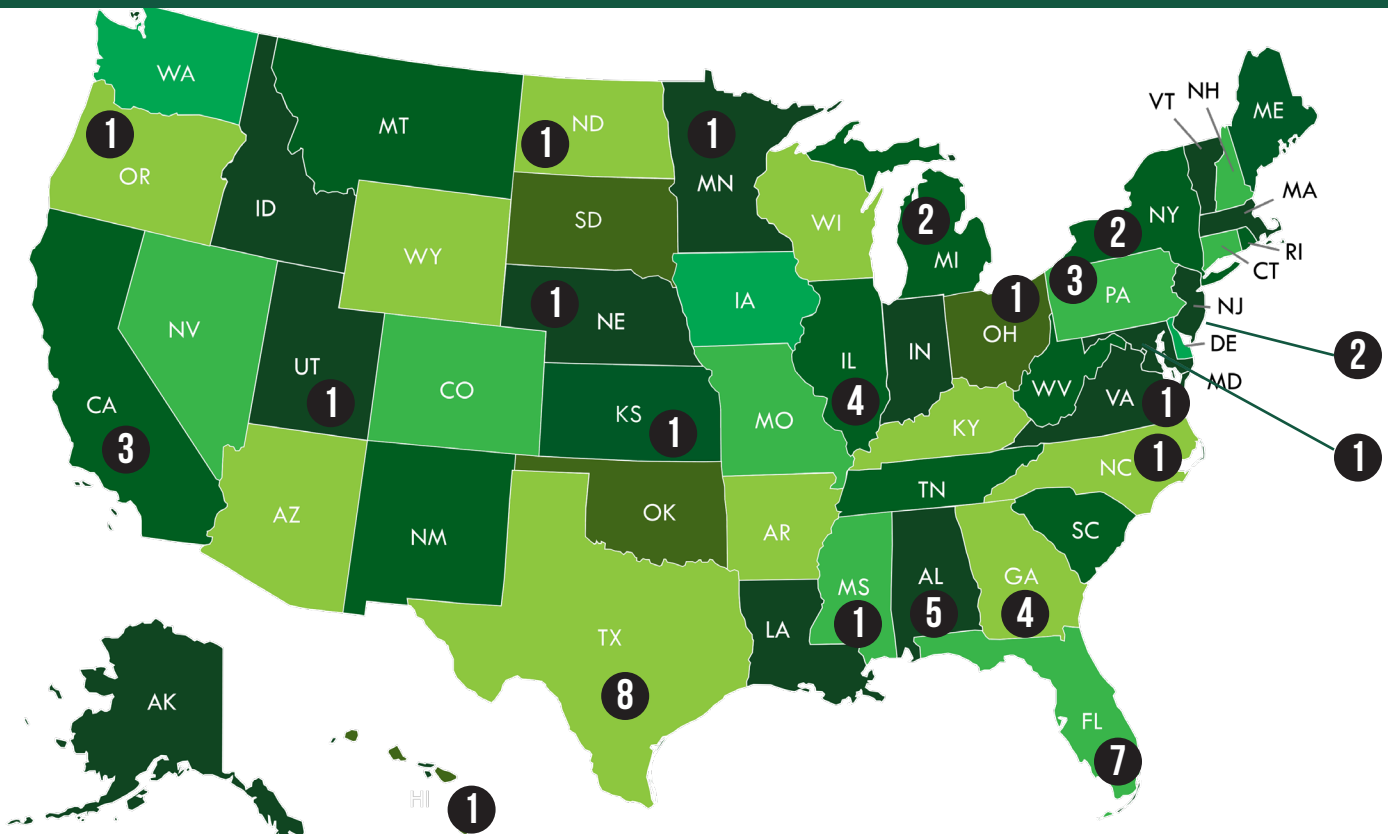 WA
MT
1
ND
1
1
OR
MN
ID
SD
WI
2
MI
WY
VT
NH
ME
MA
NY
2
RI
CT
3
PA
NJ
1
NE
IA
1
OH
DE
2
MD
NV
UT
1
CO
KS
1
MO
IL
4
IN
WV
VA
1
1
CA
3
KY
NC
1
AZ
NM
OK
AR
TN
SC
MS
1
AL
5
GA
4
TX
8
LA
FL
7
AK
HI
1